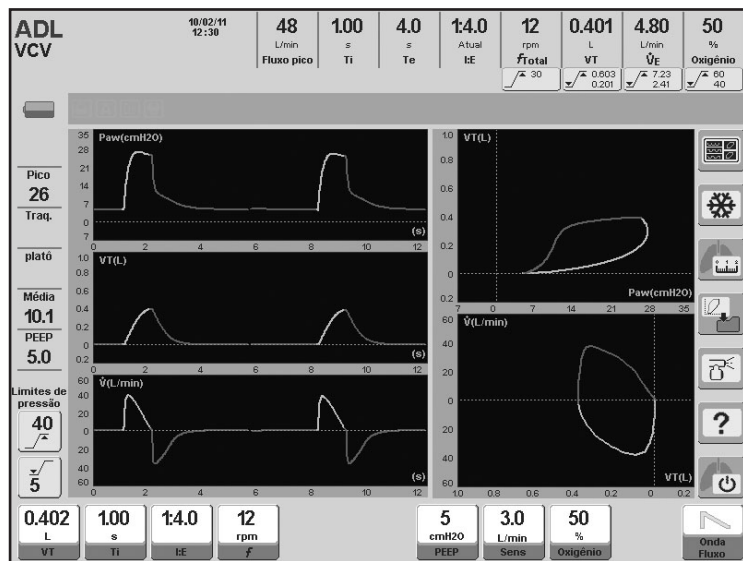 ADL
VCV
10/02/11
12:30
48
L/min
Fluxo pico
1.00
s
Ti
4.0
s
Te
1:4.0
Atual
I:E
12
rpm
fTotal
30
0.401
L
VT
0.603
0.201
4.80
L/min
V̇E
7.23
2.41
50
%
Oxigénio
60
40
Pico
26
Traq.
platô
Média
10.1
PEEP
5.0
Limites de
pressão
40
5
35
Paw(cmH2O)
28
21
14
7
0
7
(s)
0 2 4 6 8 10 12
1.0
VT(L)
0.8
0.6
0.4
0.2
0
0.2
(s)
0 2 4 6 8 10 12
60
V̇(L/min)
40
20
0
20
40
60
(s)
0 2 4 6 8 10 12
1.0
VT(L)
0.8
0.6
0.4
0.2
0
0.2
Paw(cmH2O)
7 0 7 14 21 28 35
60
V̇(L/min)
40
20
0
20
40
60
VT(L)
1.0 0.8 0.6 0.4 0.2 0 0.2
0 1 2
?
0.402
L
VT
1.00
s
Ti
1:4.0
I:E
12
rpm
f
5
cmH2O
PEEP
3.0
L/min
Sens
50
%
Oxigénio
Onda
Fluxo